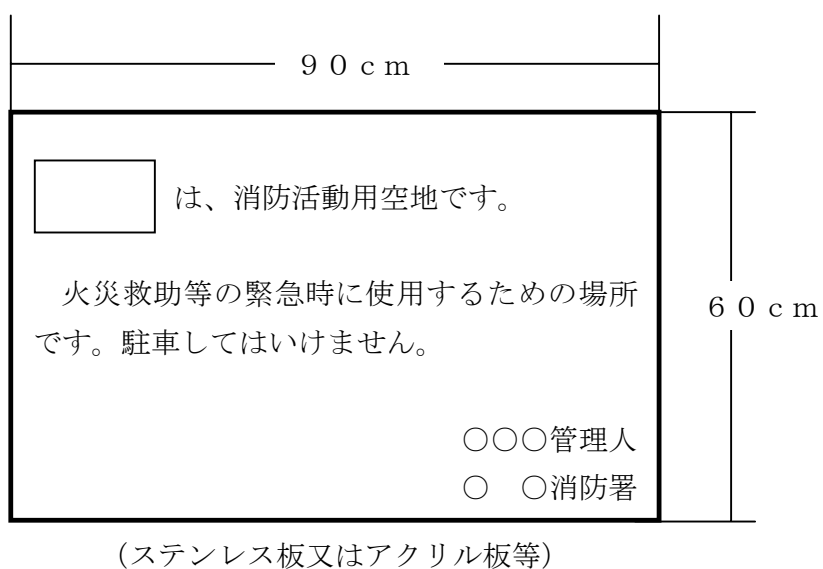 ９０ｃｍ
は、消防活動用空地です。
火災救助等の緊急時に使用するための場所
です。駐車してはいけません。
６０ｃｍ
○○○管理人
○　○消防署
（ステンレス板又はアクリル板等）